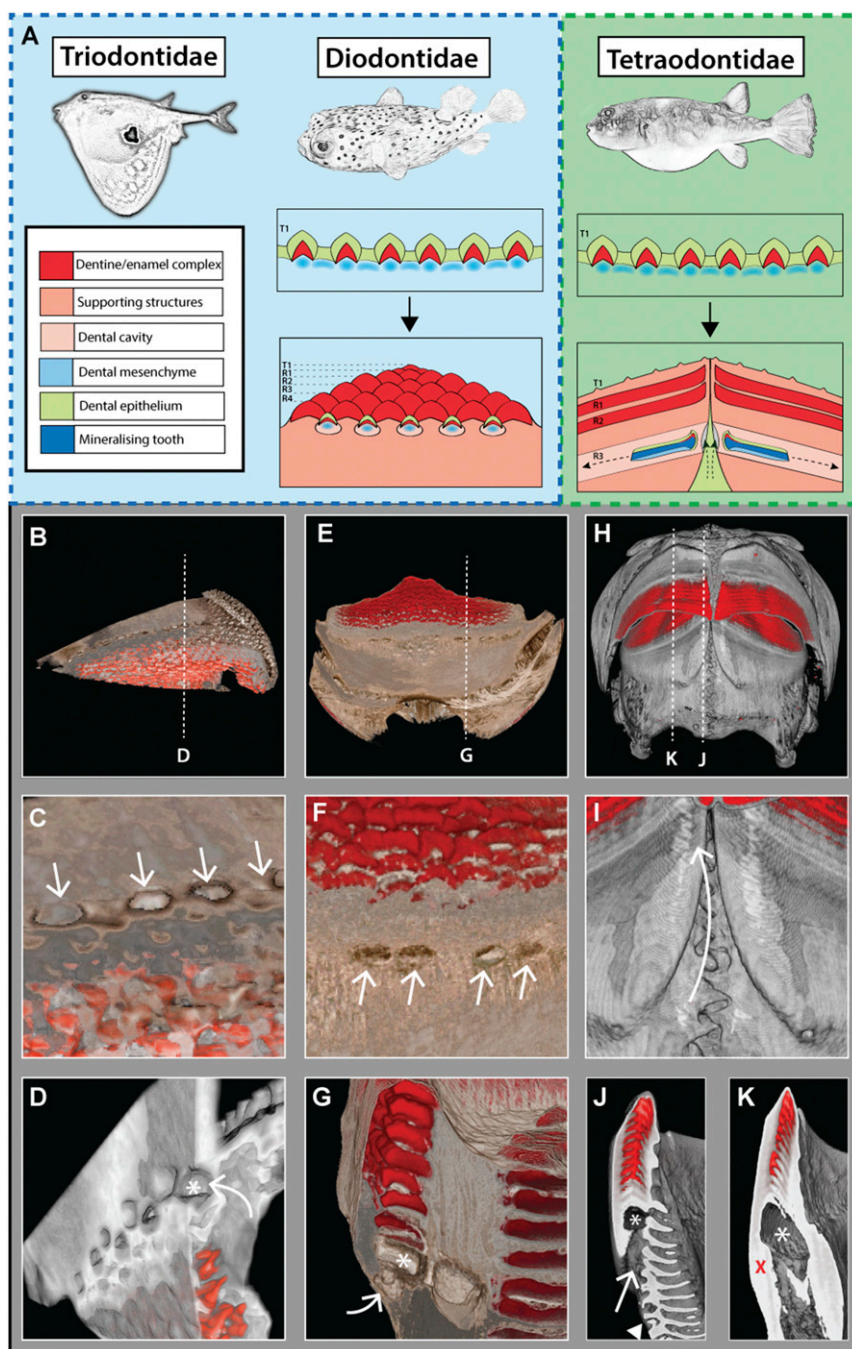 A
Triodontidae
Diodontidae
Tetraodontidae
Dentine/enamel complex
Supporting structures
Dental cavity
Dental mesenchyme
Dental epithelium
Mineralising tooth
T1
T1
R1
R2
R3
R4
T1
T1
R1
R2
R3
B
D
E
G
H
K
J
C
F
I
D
*
G
*
J
*
K
*
X